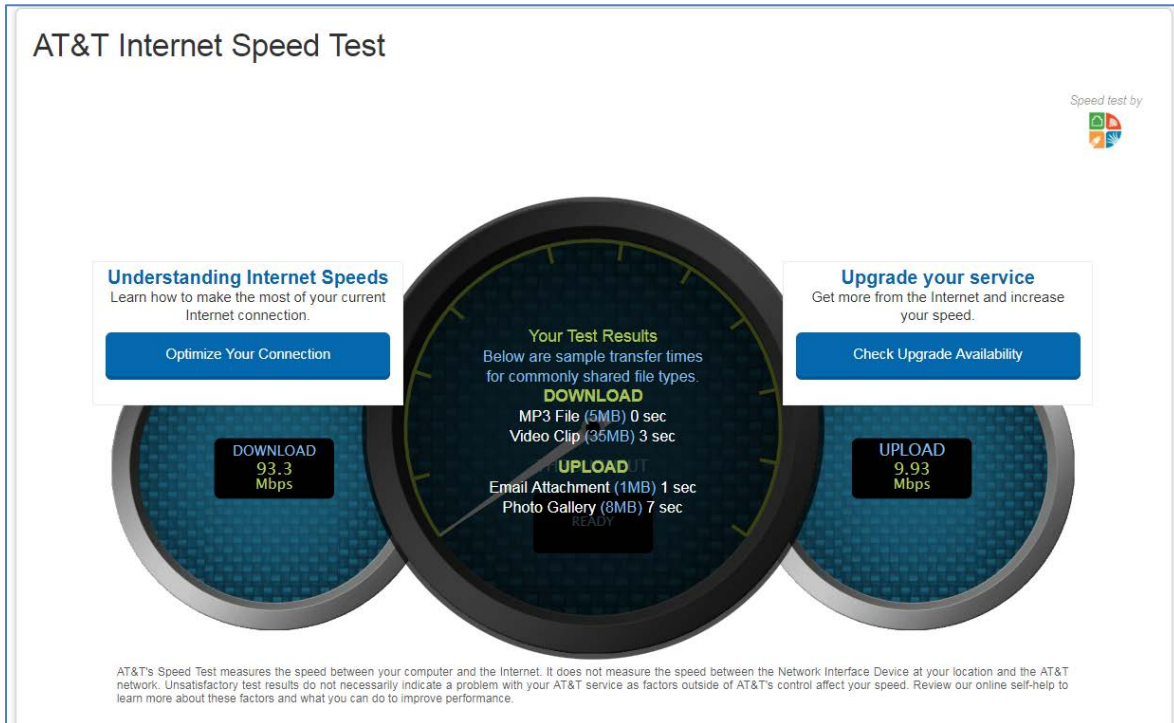 AT&T Internet Speed Test
Speed test by
Understanding Internet Speeds
Learn how to make the most of your current
Internet connection.
Optimize Your Connection
Upgrade your service
Get more from the Internet and increase
your speed.
Check Upgrade Availability
Your Test Results
Below are sample transfer times
for commonly shared file types.
DOWNLOAD
MP3 File (5MB) 0 sec
Video Clip (35MB) 3 sec
UPLOAD
Email Attachment (1MB) 1 sec
Photo Gallery (8MB) 7 sec
READY
DOWNLOAD
93.3
Mbps
UPLOAD
9.93
Mbps
AT&T's Speed Test measures the speed between your computer and the Internet. It does not measure the speed between the Network Interface Device at your location and the AT&T
network. Unsatisfactory test results do not necessarily indicate a problem with your AT&T service as factors outside of AT&T's control affect your speed. Review our online self-help to
learn more about these factors and what you can do to improve performance.